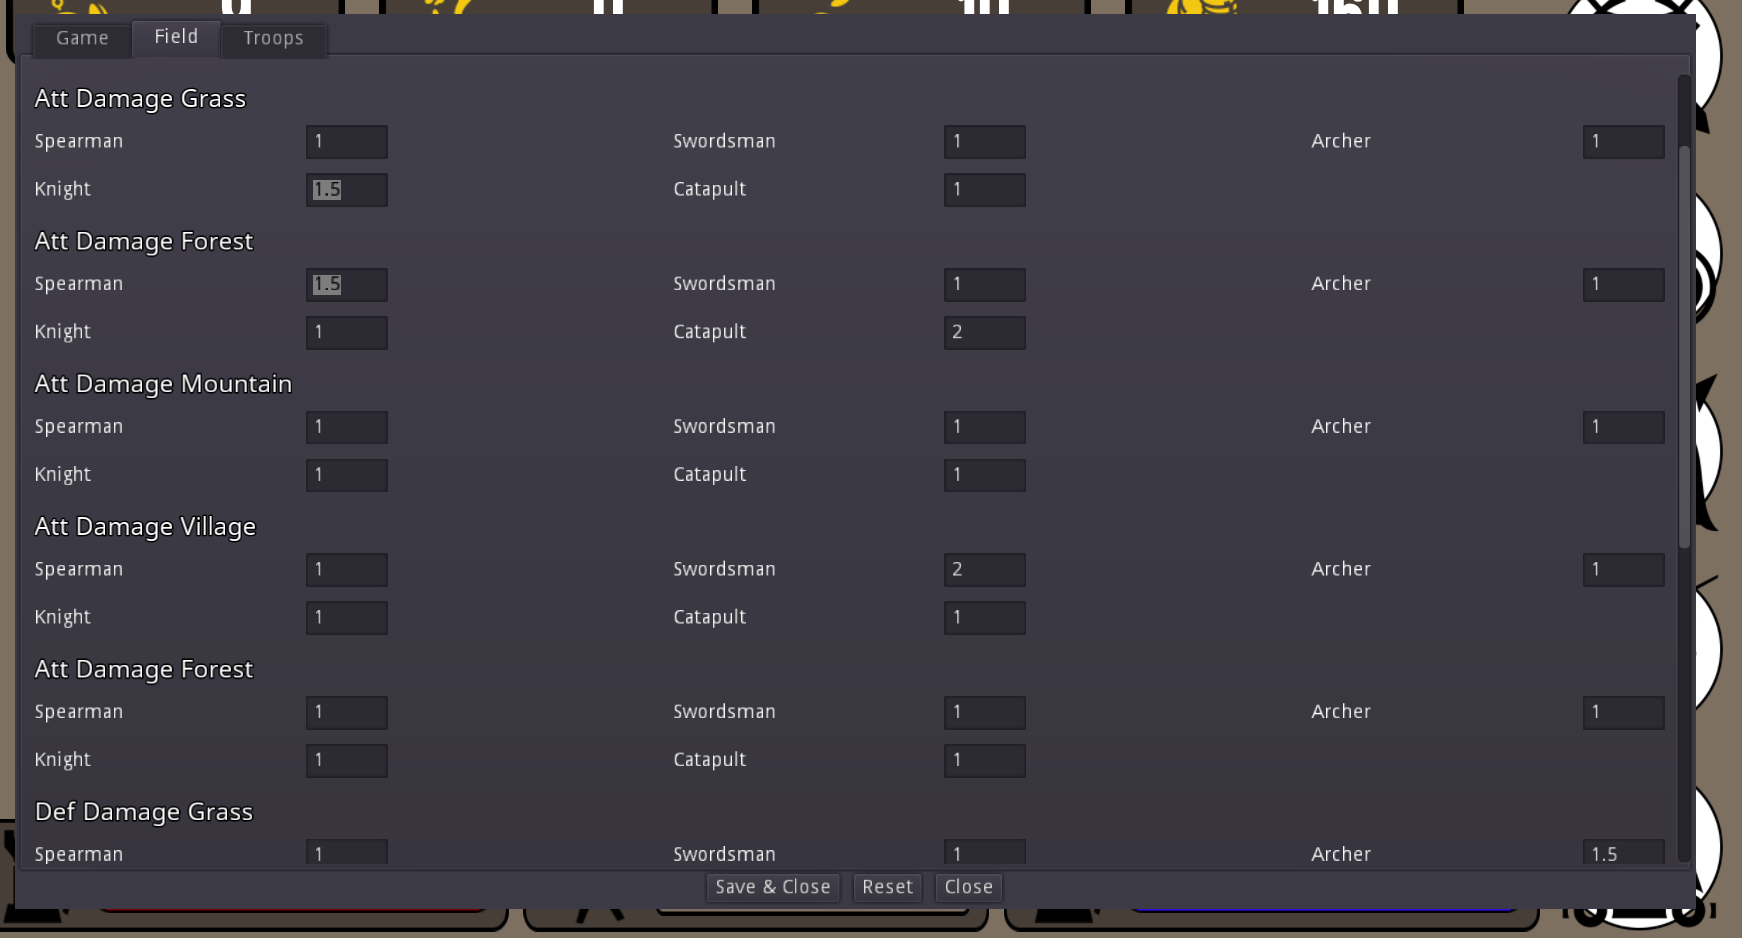 Game Field Troops
Att Damage Grass
Spearman 1 Swordsman 1 Archer 1
Knight 1.5 Catapult 1
Att Damage Forest
Spearman 1.5 Swordsman 1 Archer 1
Knight 1 Catapult 2
Att Damage Mountain
Spearman 1 Swordsman 1 Archer 1
Knight 1 Catapult 1
Att Damage Village
Spearman 1 Swordsman 2 Archer 1
Knight 1 Catapult 1
Att Damage Forest
Spearman 1 Swordsman 1 Archer 1
Knight 1 Catapult 1
Def Damage Grass
Spearman 1 Swordsman 1 Archer 1.5
Save & Close Reset Close